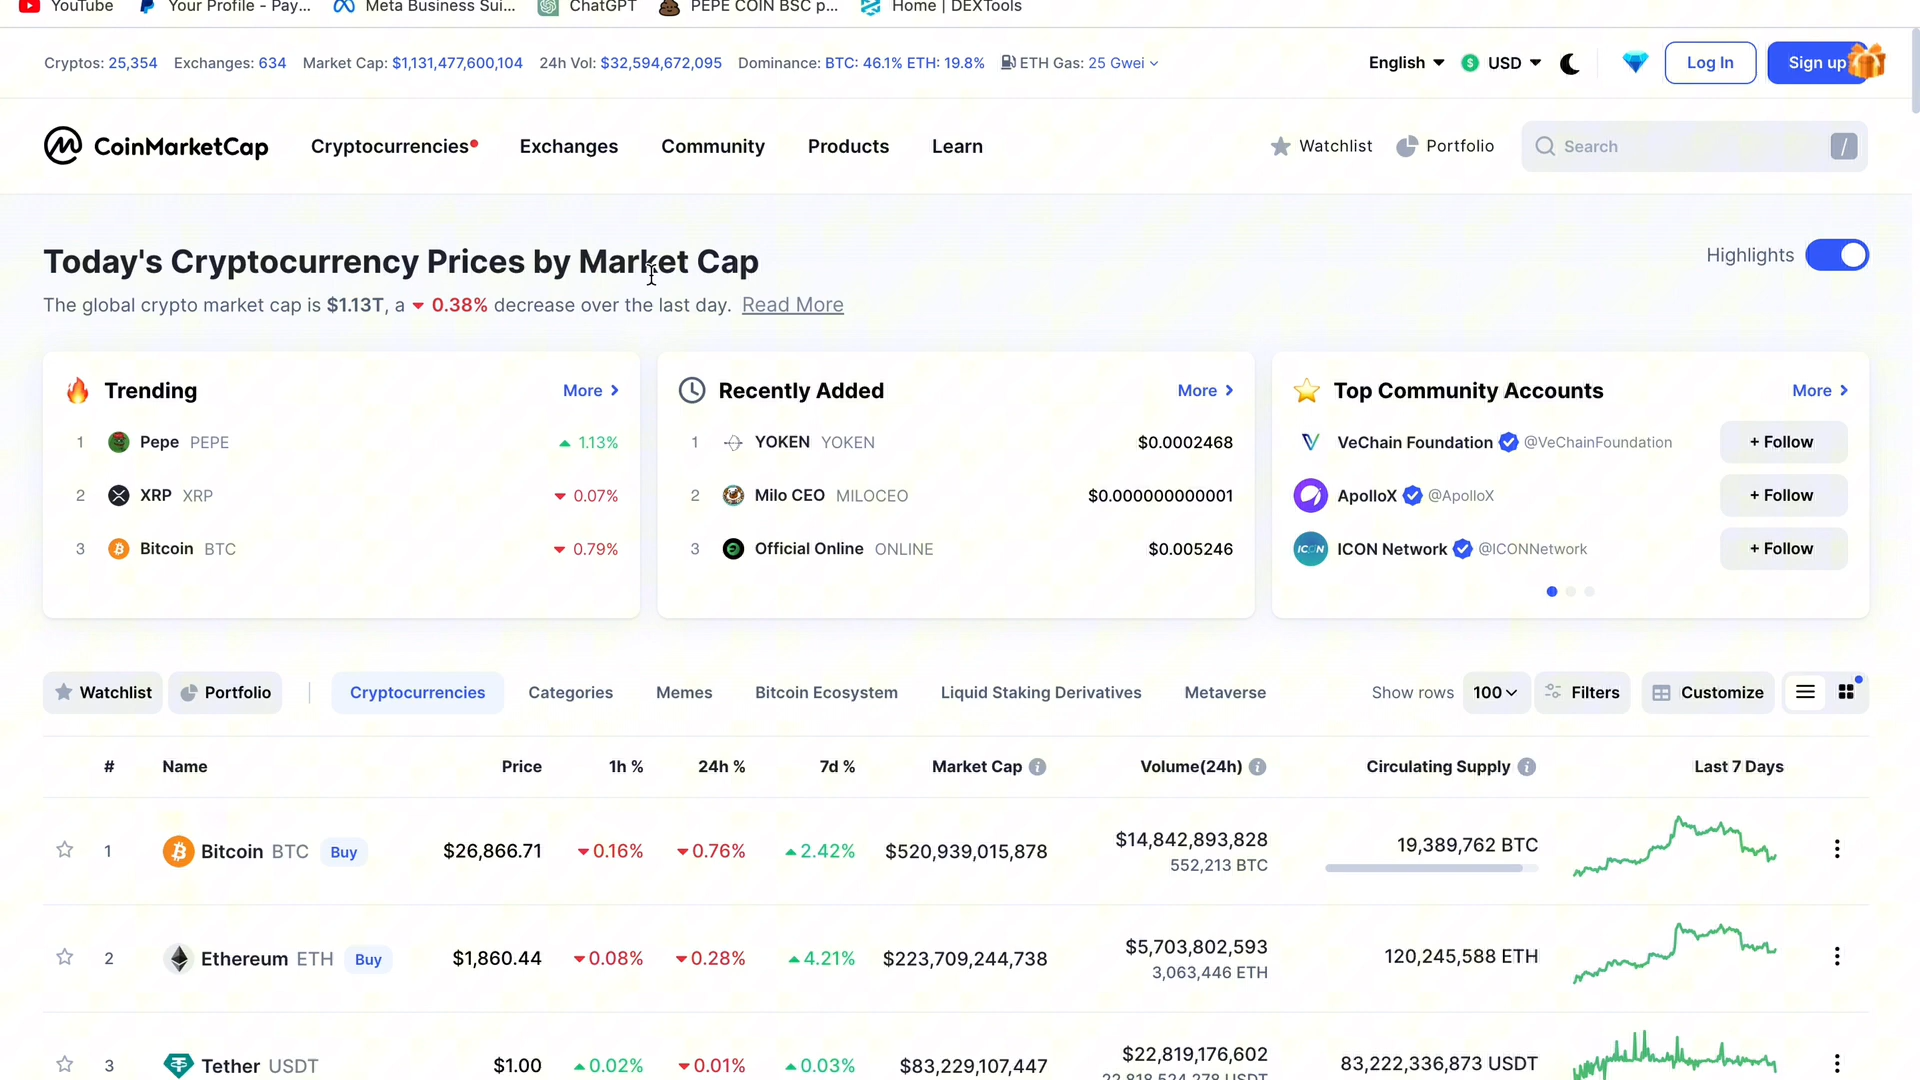 YouTube Your Profile - Pay... Meta Business Sui... ChatGPT PEPE COIN BSC p... Home | DEXTools
Cryptos: 25,354 Exchanges: 634 Market Cap: $1,131,477,600,104 24h Vol: $32,594,672,095 Dominance: BTC: 46.1% ETH: 19.8% ETH Gas: 25 Gwei English USD Log In Sign up
CoinMarketCap Cryptocurrencies Exchanges Community Products Learn Watchlist Portfolio Search /
Today's Cryptocurrency Prices by Market Cap Highlights
The global crypto market cap is $1.13T, a 0.38% decrease over the last day. Read More
Trending More
1 Pepe PEPE 1.13%
2 XRP XRP 0.07%
3 Bitcoin BTC 0.79%
Recently Added More
1 YOKEN YOKEN $0.0002468
2 Milo CEO MILOCEO $0.000000000001
3 Official Online ONLINE $0.005246
Top Community Accounts More
VeChain Foundation @VeChainFoundation + Follow
ApolloX @ApolloX + Follow
ICON ICON Network @ICONNetwork + Follow
Watchlist Portfolio Cryptocurrencies Categories Memes Bitcoin Ecosystem Liquid Staking Derivatives Metaverse Show rows 100 Filters Customize
# Name Price 1h % 24h % 7d % Market Cap Volume(24h) Circulating Supply Last 7 Days
1 Bitcoin BTC Buy $26,866.71 0.16% 0.76% 2.42% $520,939,015,878 $14,842,893,828 19,389,762 BTC
552,213 BTC
2 Ethereum ETH Buy $1,860.44 0.08% 0.28% 4.21% $223,709,244,738 $5,703,802,593 120,245,588 ETH
3,063,446 ETH
3 Tether USDT $1.00 0.02% 0.01% 0.03% $83,229,107,447 $22,819,176,602 83,222,336,873 USDT
22,818,524,278 USDT